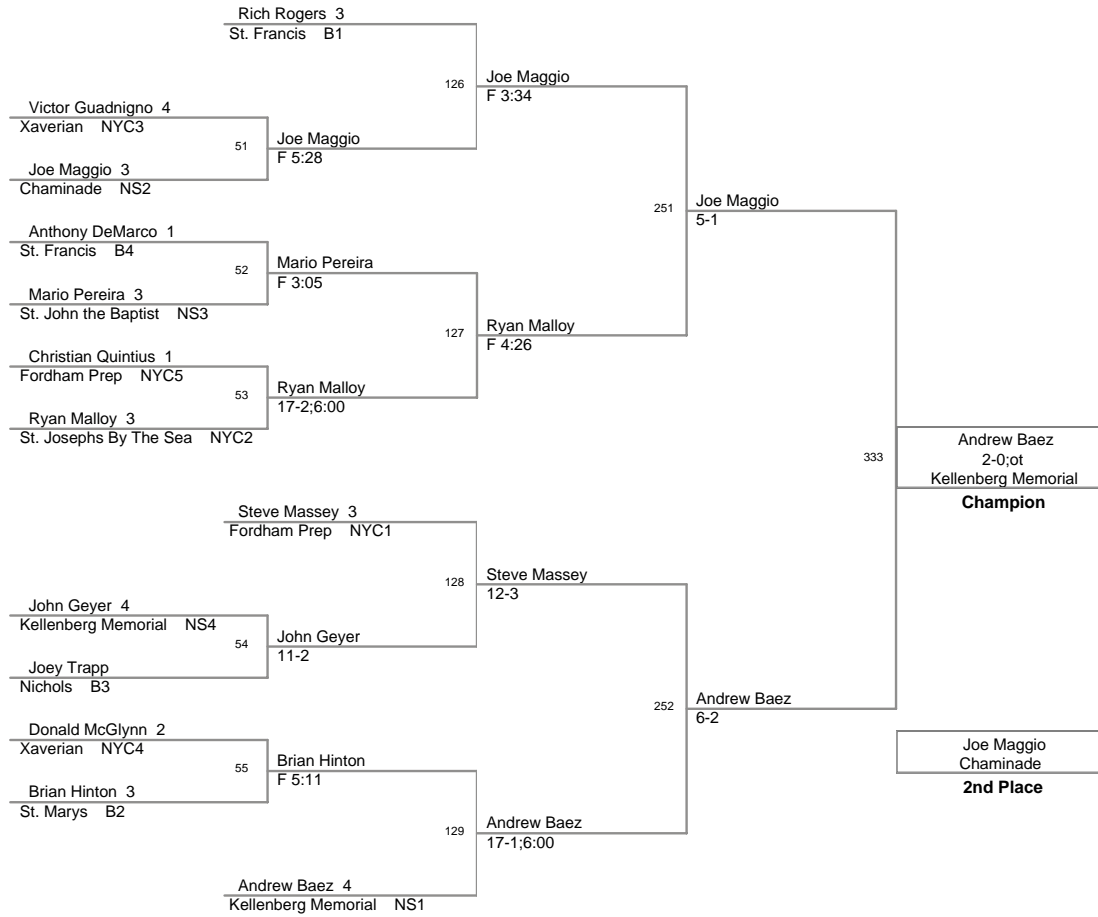 Rich Rogers 3
St. Francis B1
126
Joe Maggio
F 3:34
Victor Guadnigno 4
Xaverian NYC3
51
Joe Maggio
F 5:28
Joe Maggio 3
Chaminade NS2
251
Joe Maggio
5-1
Anthony DeMarco 1
St. Francis B4
52
Mario Pereira
F 3:05
Mario Pereira 3
St. John the Baptist NS3
127
Ryan Malloy
F 4:26
Christian Quintius 1
Fordham Prep NYC5
53
Ryan Malloy
17-2;6:00
Ryan Malloy 3
St. Josephs By The Sea NYC2
333
Andrew Baez
2-0;ot
Kellenberg Memorial
Champion
Steve Massey 3
Fordham Prep NYC1
128
Steve Massey
12-3
John Geyer 4
Kellenberg Memorial NS4
54
John Geyer
11-2
Joey Trapp
Nichols B3
252
Andrew Baez
6-2
Donald McGlynn 2
Xaverian NYC4
55
Brian Hinton
F 5:11
Brian Hinton 3
St. Marys B2
129
Andrew Baez
17-1;6:00
Andrew Baez 4
Kellenberg Memorial NS1
Joe Maggio
Chaminade
2nd Place